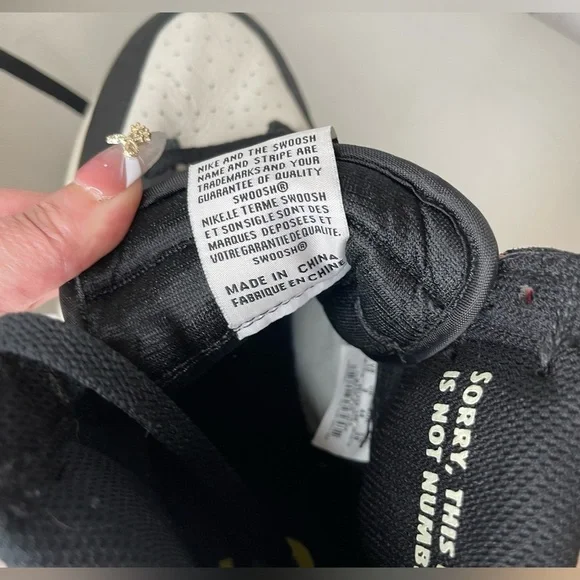 NIKE AND THE SWOOSH
NAME AND STRIPE ARE
TRADEMARKS AND YOUR
GUARANTEE OF QUALITY
SWOOSH®
NIKE,LE TERME SWOOSH
ET SON SIGLE SONT DES
MARQUES DEPOSÉES ET
VOTRE GARANTIE DE QUALITE.
SWOOSH®
MADE IN CHINA
FABRIQUE EN CHINE
SORRY, THIS
IS NOT NUMB